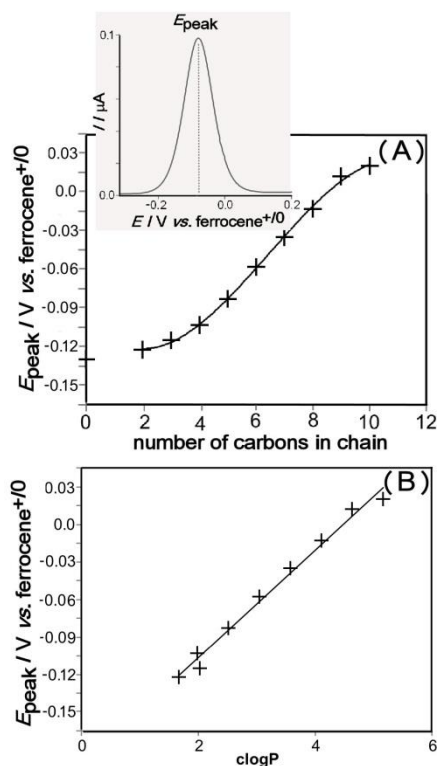 Epeak
0.1
I / µA
0.0
-0.2
0.0
0.2
E / V vs. ferrocene+/0
(A)
0.03
0.00
-0.03
-0.06
-0.09
-0.12
-0.15
Epeak / V vs. ferrocene+/0
0 2 4 6 8 10 12
number of carbons in chain
(B)
0.03
0.00
-0.03
-0.06
-0.09
-0.12
-0.15
Epeak / V vs. ferrocene+/0
0 2 4 6
clogP